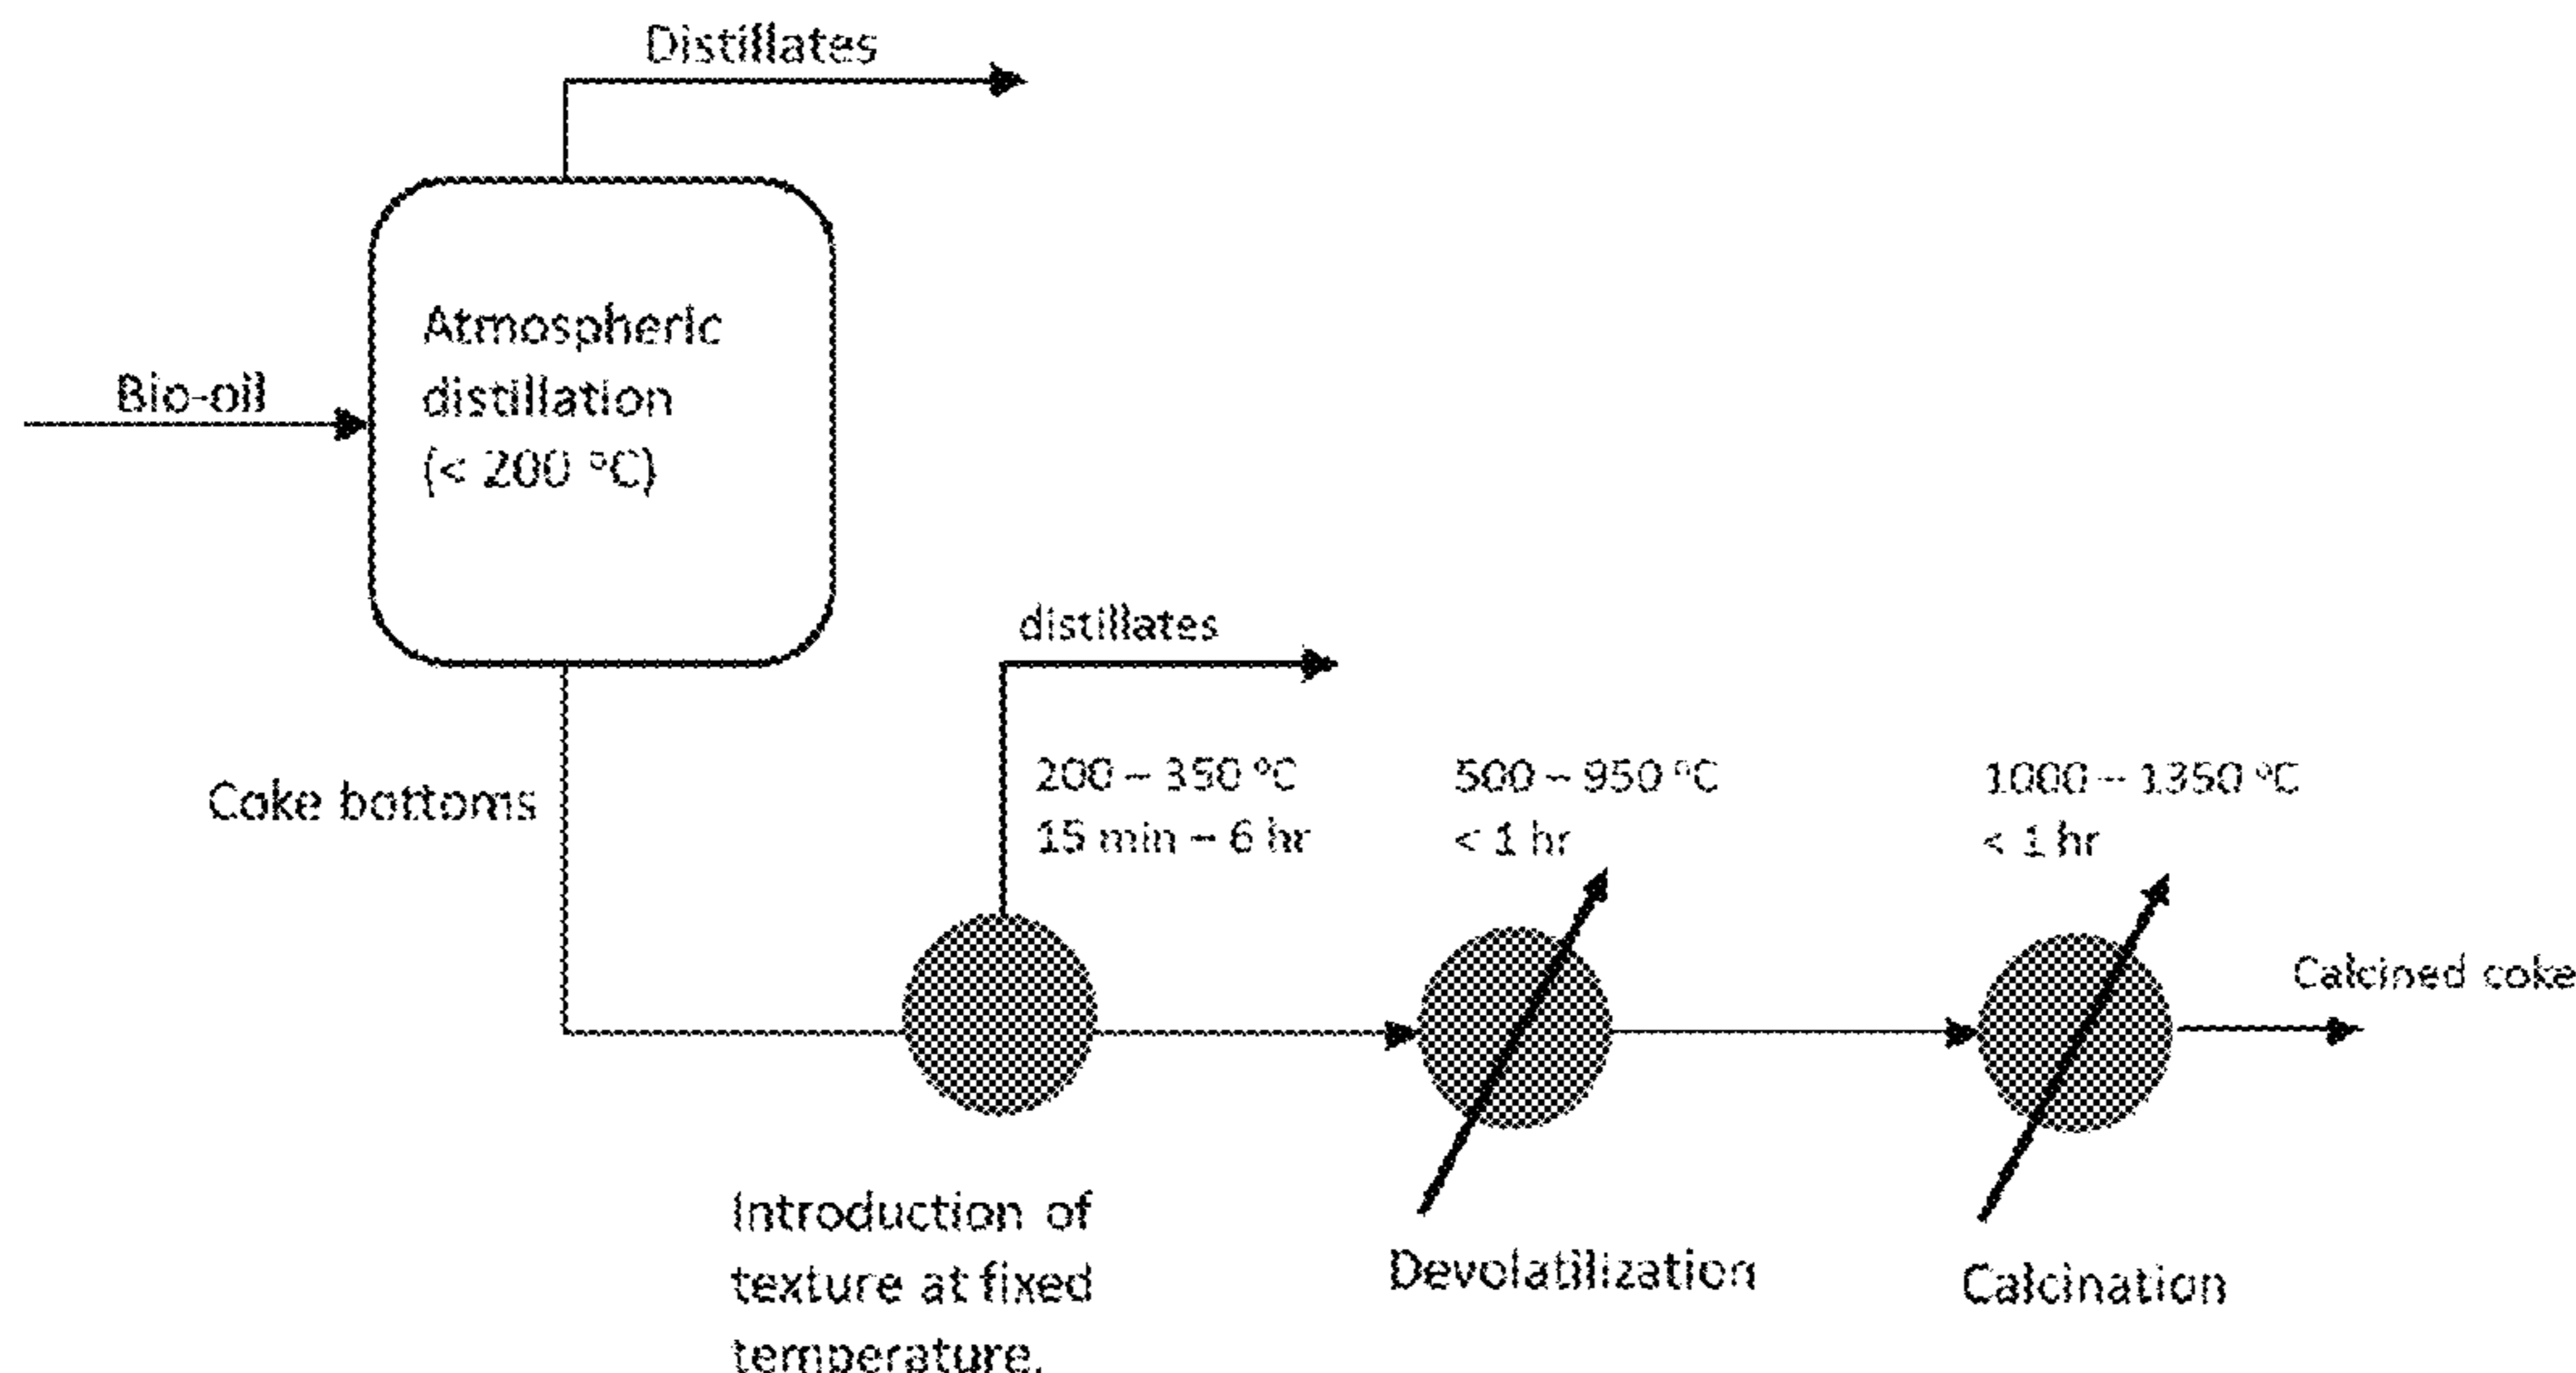 Distillates
Bio-oil
Atmospheric
distillation
(< 200 °C)
Coke bottoms
distillates
200 – 350 °C
15 min – 6 hr
500 – 950 °C
< 1 hr
1000 – 1350 °C
< 1 hr
Calcined coke
Introduction of
texture at fixed
temperature.
Devolatilization
Calcination